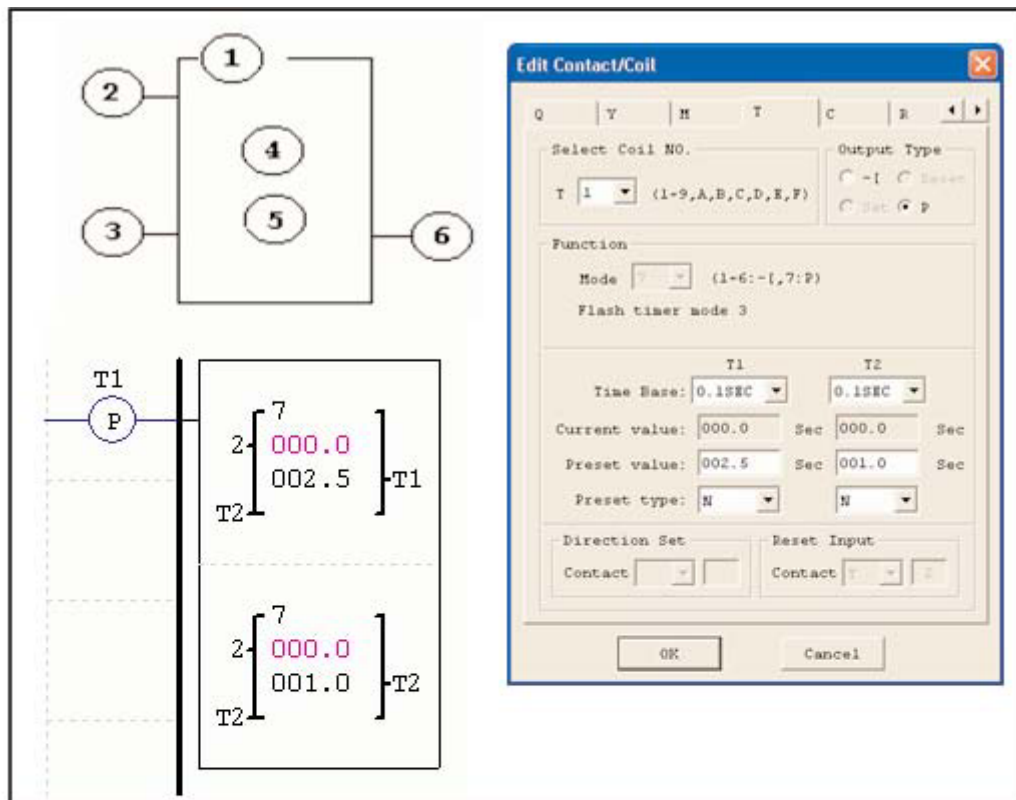 1
2
4
5
3
6
T1
P
7
2
000.0
002.5
T1
T2
7
2
000.0
001.0
T2
T2
Edit Contact/Coil
Q Y M T C R
Select Coil NO.
T 1 (1-9,A,B,C,D,E,F)
Output Type
-[ Reset
Set P
Function
Mode 7 (1-6:-[,7:P)
Flash timer mode 3
T1 T2
Time Base: 0.1SEC 0.1SEC
Current value: 000.0 Sec 000.0 Sec
Preset value: 002.5 Sec 001.0 Sec
Preset type: N N
Direction Set
Contact
Reset Input
Contact T 2
OK Cancel